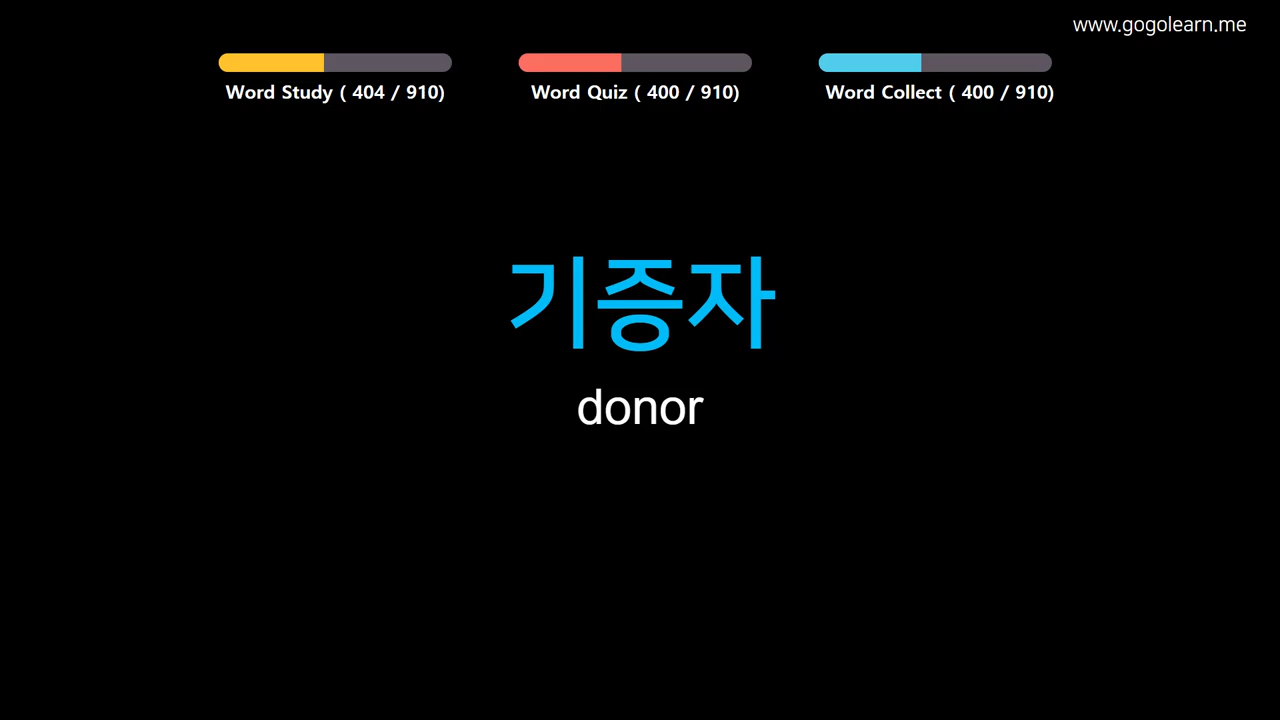 www.gogolearn.me
Word Study ( 404 / 910)
Word Quiz ( 400 / 910)
Word Collect ( 400 / 910)
기증자
donor